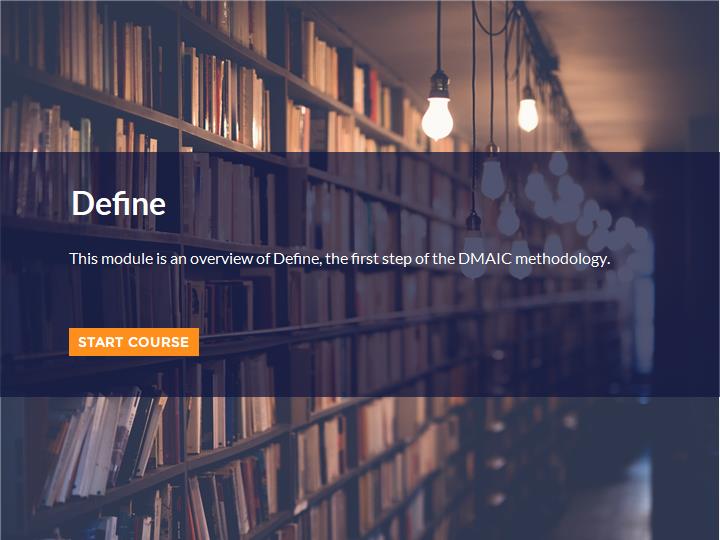 Define
This module is an overview of Define, the first step of the DMAIC methodology.
START COURSE